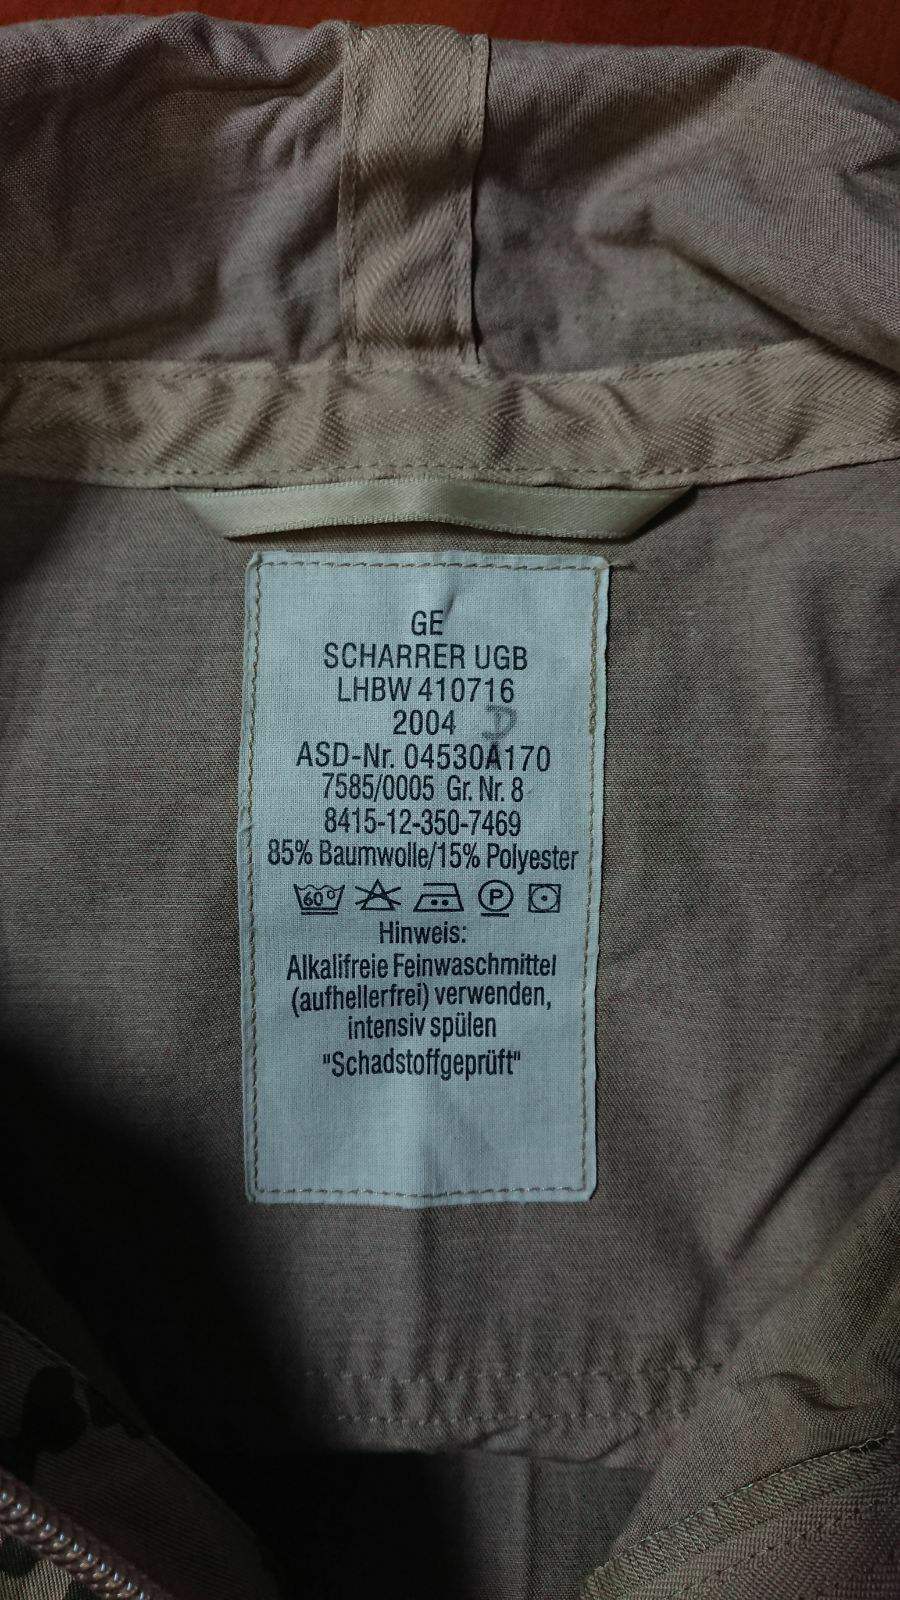 GE
SCHARRER UGB
LHBW 410716
2004 D
ASD-Nr. 04530A170
7585/0005 Gr. Nr. 8
8415-12-350-7469
85% Baumwolle/15% Polyester
60° P
Hinweis:
Alkalifreie Feinwaschmittel
(aufhellerfrei) verwenden,
intensiv spülen
"Schadstoffgeprüft"